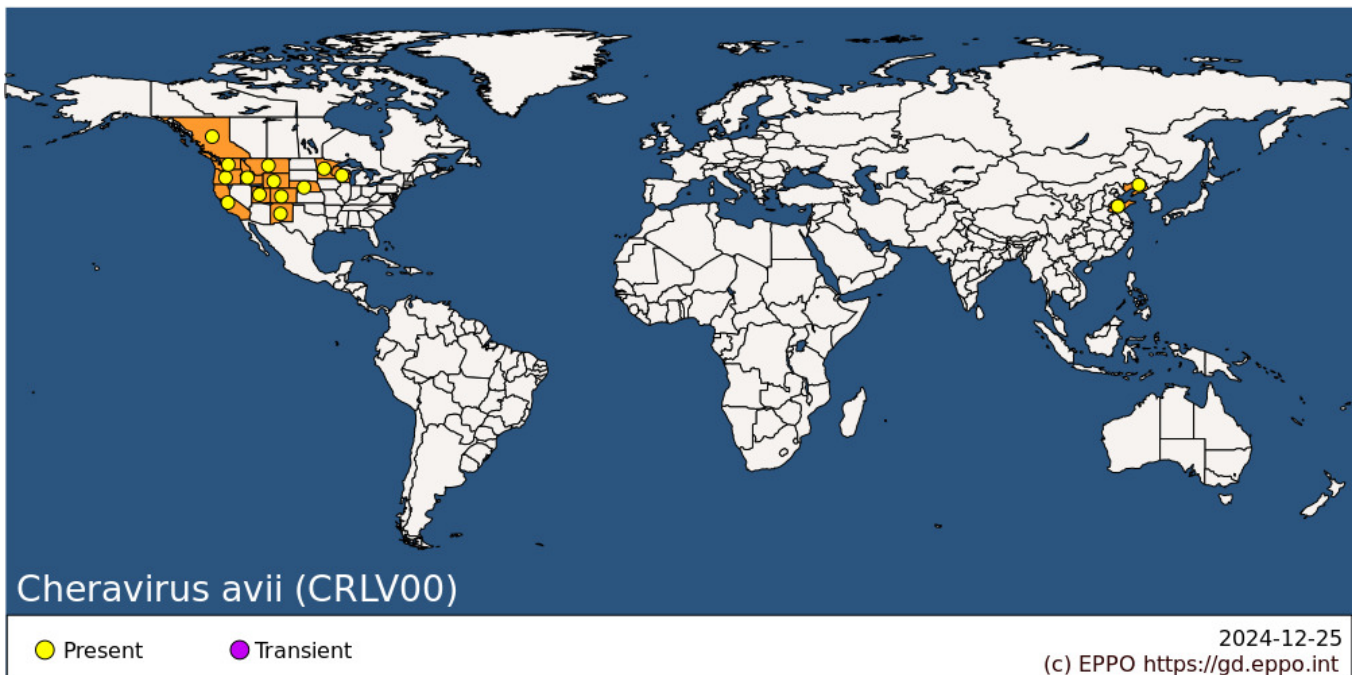 Cheravirus avii (CRLV00)
Present
Transient
2024-12-25
(c) EPPO https://gd.eppo.int